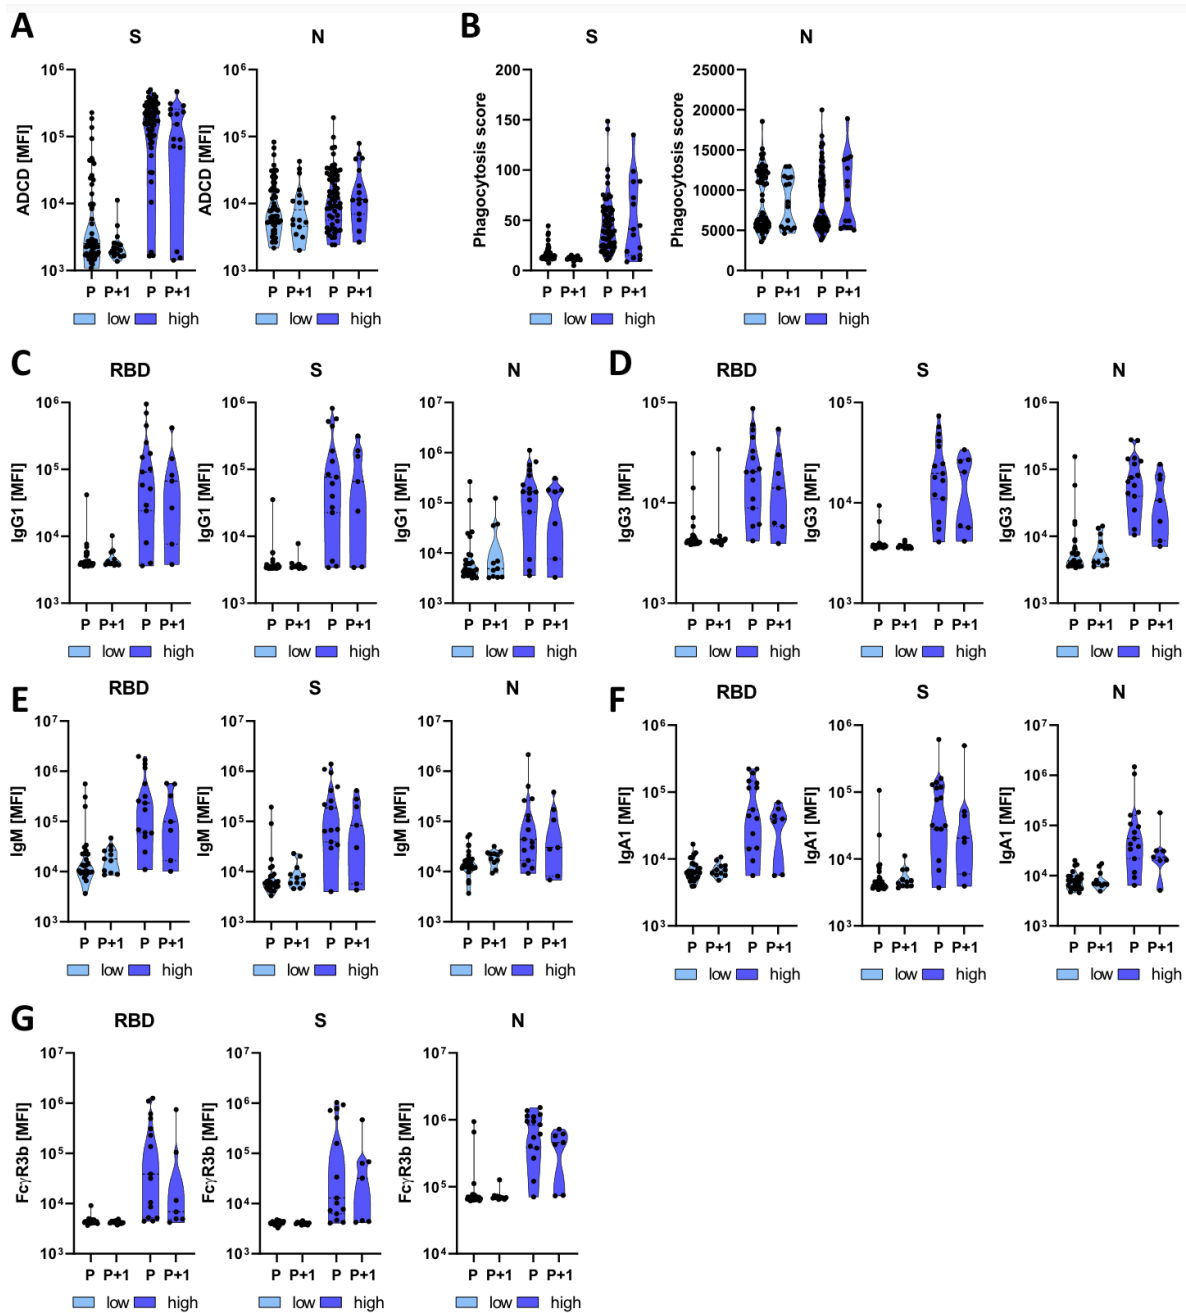 A
S
N
ADCD [MFI]
10⁶
10⁵
10⁴
10³
P P+1 P P+1
low high
ADCD [MFI]
10⁶
10⁵
10⁴
10³
P P+1 P P+1
low high
B
S
N
Phagocytosis score
200
150
100
50
0
P P+1 P P+1
low high
Phagocytosis score
25000
20000
15000
10000
5000
0
P P+1 P P+1
low high
C
RBD
S
N
IgG1 [MFI]
10⁶
10⁵
10⁴
10³
P P+1 P P+1
low high
IgG1 [MFI]
10⁶
10⁵
10⁴
10³
P P+1 P P+1
low high
IgG1 [MFI]
10⁷
10⁶
10⁵
10⁴
10³
P P+1 P P+1
low high
D
RBD
S
N
IgG3 [MFI]
10⁵
10⁴
10³
P P+1 P P+1
low high
IgG3 [MFI]
10⁵
10⁴
10³
P P+1 P P+1
low high
IgG3 [MFI]
10⁶
10⁵
10⁴
10³
P P+1 P P+1
low high
E
RBD
S
N
IgM [MFI]
10⁷
10⁶
10⁵
10⁴
10³
P P+1 P P+1
low high
IgM [MFI]
10⁷
10⁶
10⁵
10⁴
10³
P P+1 P P+1
low high
IgM [MFI]
10⁷
10⁶
10⁵
10⁴
10³
P P+1 P P+1
low high
F
RBD
S
N
IgA1 [MFI]
10⁶
10⁵
10⁴
10³
P P+1 P P+1
low high
IgA1 [MFI]
10⁶
10⁵
10⁴
10³
P P+1 P P+1
low high
IgA1 [MFI]
10⁷
10⁶
10⁵
10⁴
10³
P P+1 P P+1
low high
G
RBD
S
N
FcγR3b [MFI]
10⁷
10⁶
10⁵
10⁴
10³
P P+1 P P+1
low high
FcγR3b [MFI]
10⁷
10⁶
10⁵
10⁴
10³
P P+1 P P+1
low high
FcγR3b [MFI]
10⁷
10⁶
10⁵
10⁴
P P+1 P P+1
low high